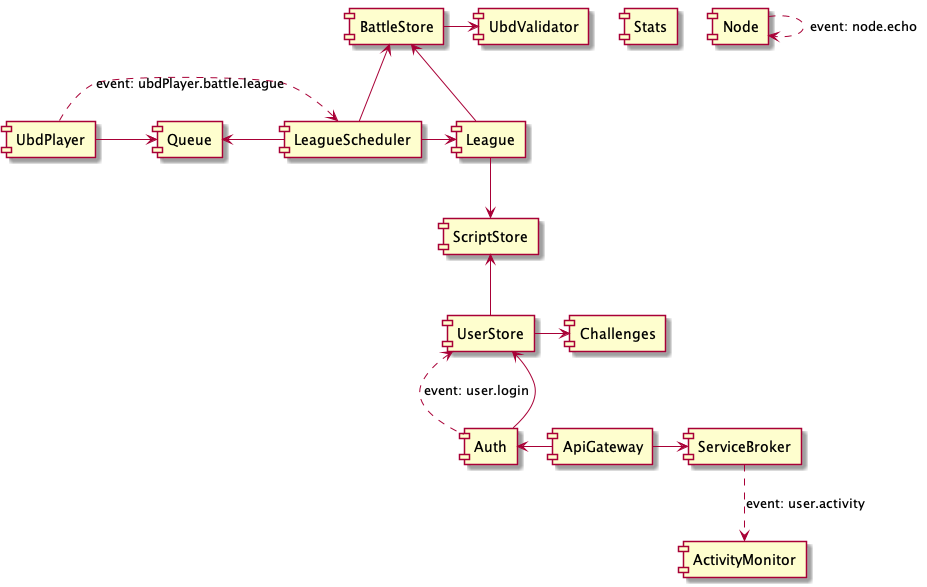 BattleStore
UbdValidator
Stats
Node
event: node.echo
event: ubdPlayer.battle.league
UbdPlayer
Queue
LeagueScheduler
League
ScriptStore
UserStore
Challenges
event: user.login
Auth
ApiGateway
ServiceBroker
event: user.activity
ActivityMonitor